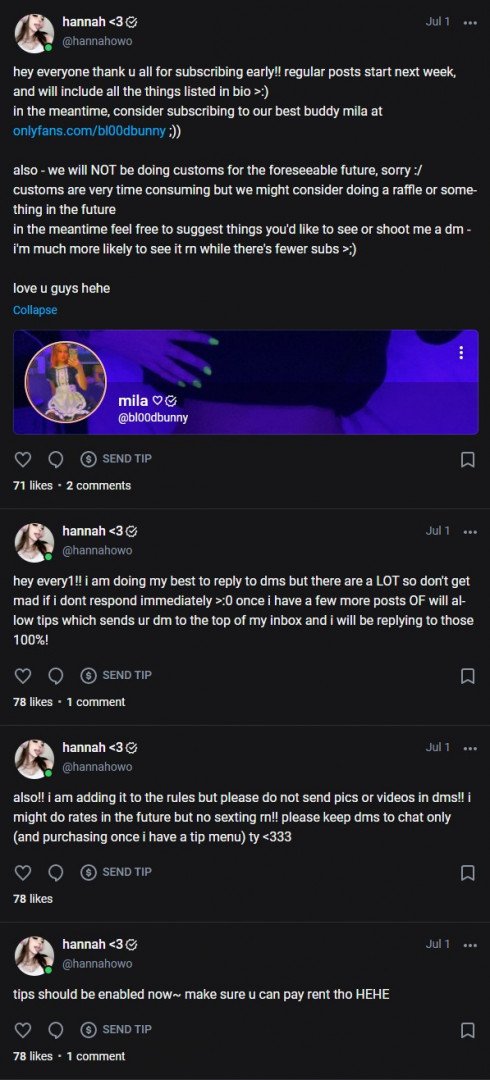 hannah <3
Jul 1
@hannahowo
hey everyone thank u all for subscribing early!! regular posts start next week,
and will include all the things listed in bio >:)
in the meantime, consider subscribing to our best buddy mila at
onlyfans.com/bl00dbunny ;))
also - we will NOT be doing customs for the foreseeable future, sorry :/
customs are very time consuming but we might consider doing a raffle or some-
thing in the future
in the meantime feel free to suggest things you'd like to see or shoot me a dm -
i'm much more likely to see it rn while there's fewer subs >;)
love u guys hehe
Collapse
mila ♡
@bl00dbunny
SEND TIP
71 likes • 2 comments
hannah <3
Jul 1
@hannahowo
hey every1!! i am doing my best to reply to dms but there are a LOT so don't get
mad if i dont respond immediately >:0 once i have a few more posts OF will al-
low tips which sends ur dm to the top of my inbox and i will be replying to those
100%!
SEND TIP
78 likes • 1 comment
hannah <3
Jul 1
@hannahowo
also!! i am adding it to the rules but please do not send pics or videos in dms!! i
might do rates in the future but no sexting rn!! please keep dms to chat only
(and purchasing once i have a tip menu) ty <333
SEND TIP
78 likes
hannah <3
Jul 1
@hannahowo
tips should be enabled now~ make sure u can pay rent tho HEHE
SEND TIP
78 likes • 1 comment